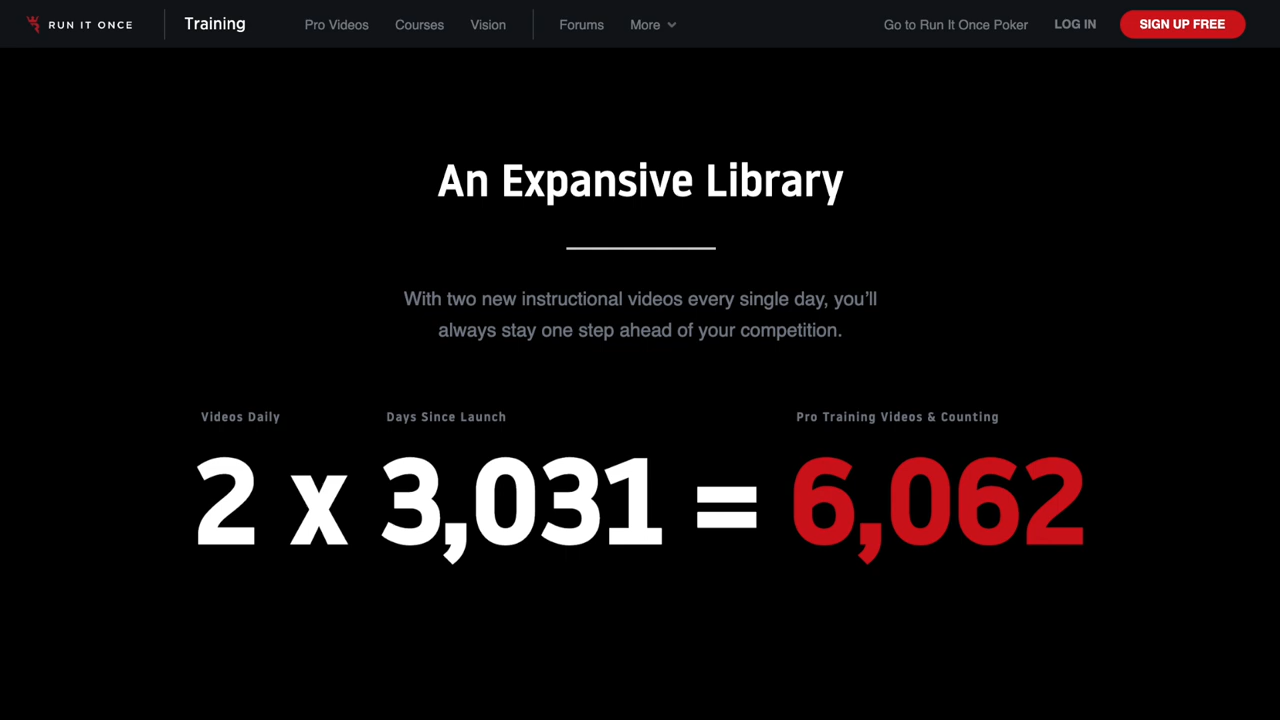 RUN IT ONCE Training Pro Videos Courses Vision Forums More Go to Run It Once Poker LOG IN SIGN UP FREE
An Expansive Library
With two new instructional videos every single day, you’ll
always stay one step ahead of your competition.
Videos Daily Days Since Launch Pro Training Videos & Counting
2 x 3,031 = 6,062